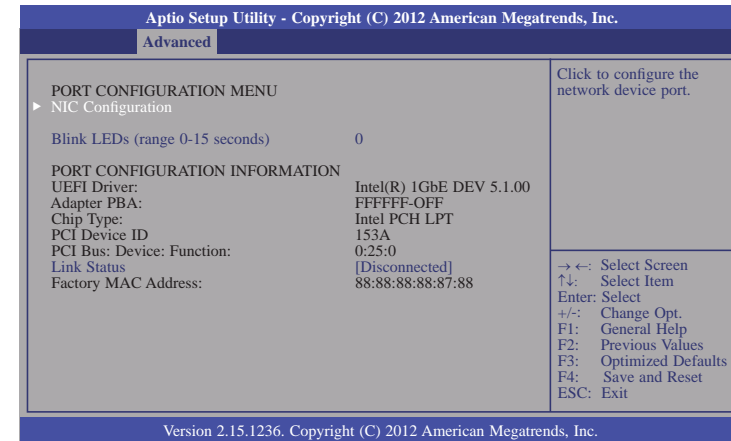 Aptio Setup Utility - Copyright (C) 2012 American Megatrends, Inc.
Advanced
PORT CONFIGURATION MENU
► NIC Configuration
Blink LEDs (range 0-15 seconds) 0
PORT CONFIGURATION INFORMATION
UEFI Driver: Intel(R) 1GbE DEV 5.1.00
Adapter PBA: FFFFFF-OFF
Chip Type: Intel PCH LPT
PCI Device ID 153A
PCI Bus: Device: Function: 0:25:0
Link Status [Disconnected]
Factory MAC Address: 88:88:88:88:87:88
Click to configure the
network device port.
→ ←: Select Screen
↑↓: Select Item
Enter: Select
+/-: Change Opt.
F1: General Help
F2: Previous Values
F3: Optimized Defaults
F4: Save and Reset
ESC: Exit
Version 2.15.1236. Copyright (C) 2012 American Megatrends, Inc.